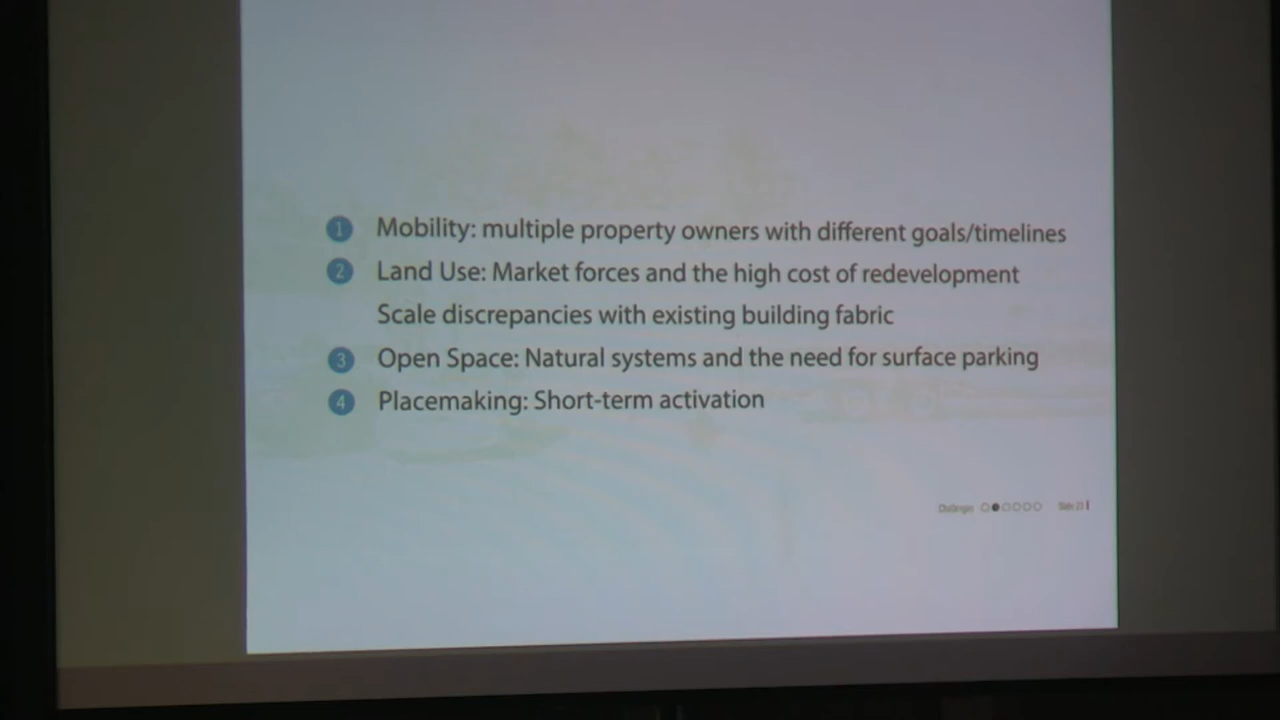 1 Mobility: multiple property owners with different goals/timelines
2 Land Use: Market forces and the high cost of redevelopment
Scale discrepancies with existing building fabric
3 Open Space: Natural systems and the need for surface parking
4 Placemaking: Short-term activation